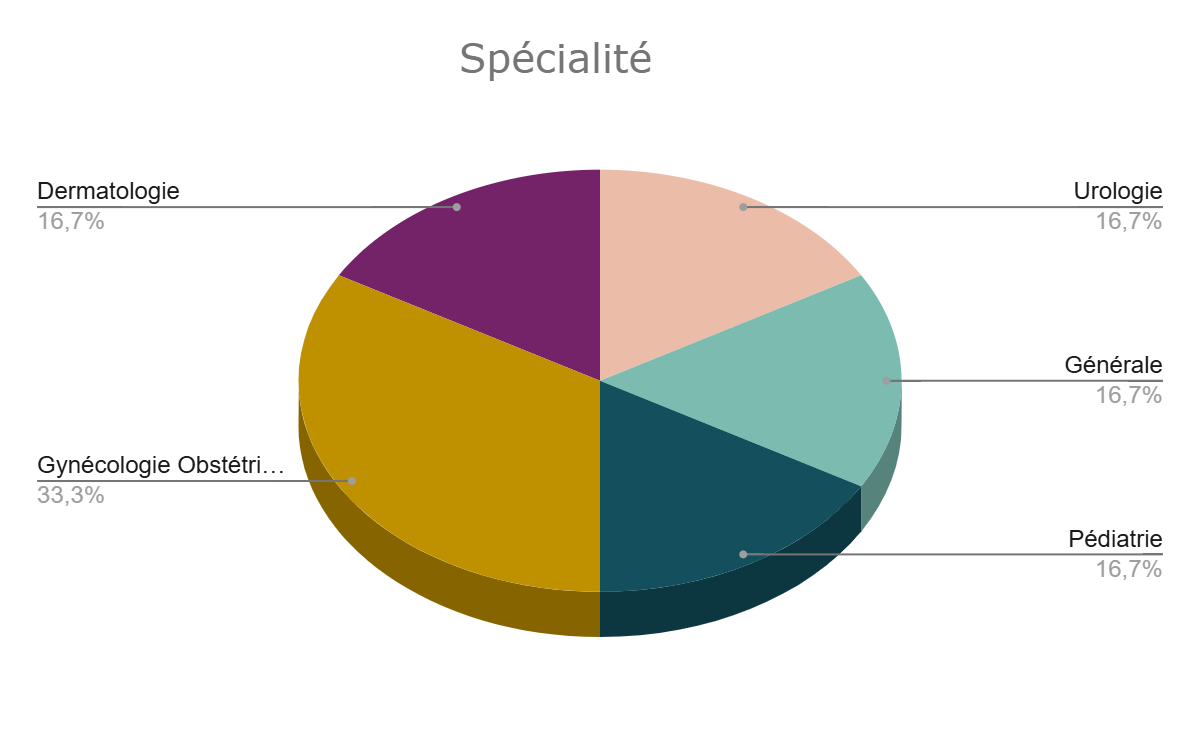 Spécialité
Dermatologie
16,7%
Urologie
16,7%
Générale
16,7%
Gynécologie Obstétri…
33,3%
Pédiatrie
16,7%